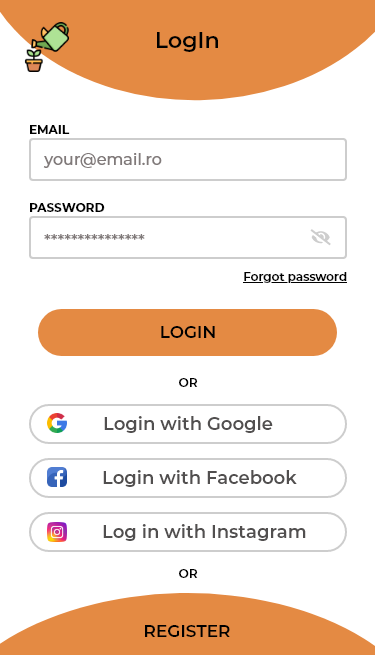 LogIn
EMAIL
your@email.ro
PASSWORD
***************
Forgot password
LOGIN
OR
Login with Google
Login with Facebook
Log in with Instagram
OR
REGISTER